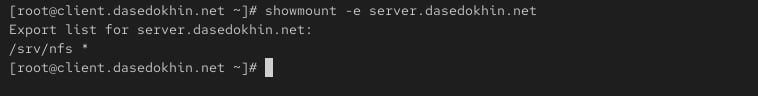 [root@client.dasedokhin.net ~]# showmount -e server.dasedokhin.net
Export list for server.dasedokhin.net:
/srv/nfs *
[root@client.dasedokhin.net ~]#